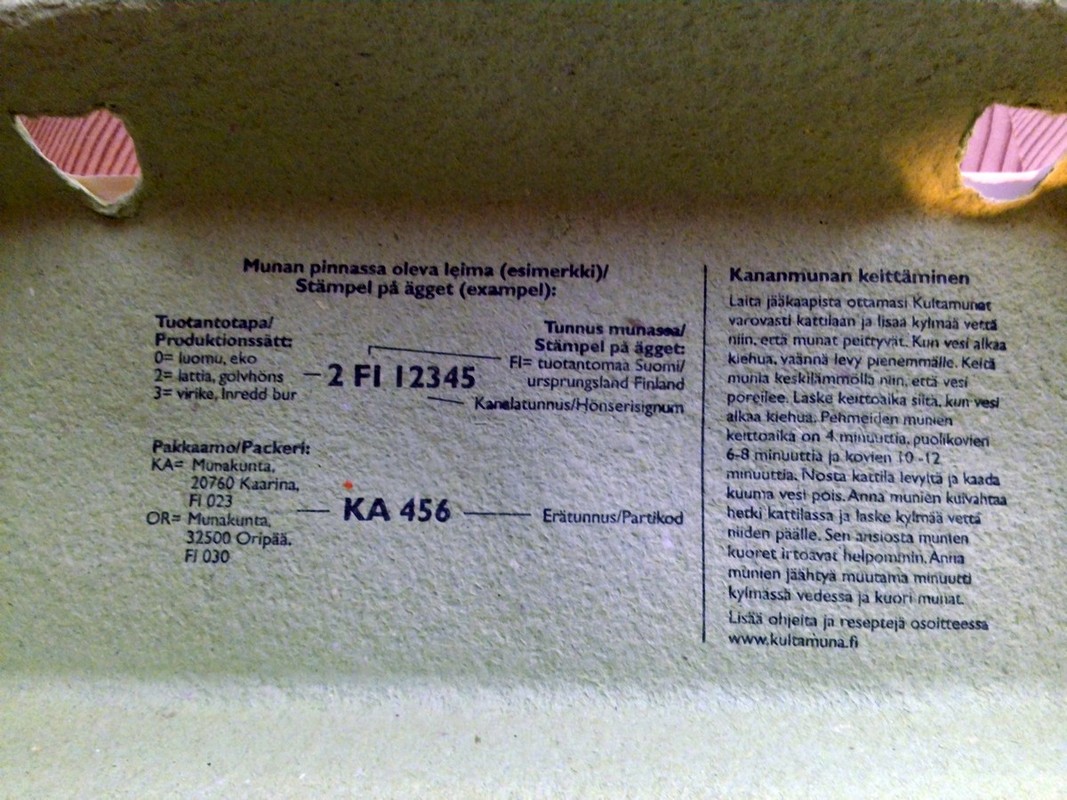 Munan pinnassa oleva leima (esimerkki)/
Stämpel på ägget (exampel):
Tuotantotapa/
Produktionssätt:
0= luomu, eko
2= lattia, golvhöns
3= virike, Inredd bur
2 FI 12345
Tunnus munassa/
Stämpel på ägget:
FI= tuotantomaa Suomi/
ursprungsland Finland
Kanalatunnus/Hönserisignum
Pakkaamo/Packeri:
KA= Munakunta,
20760 Kaarina,
FI 023
OR= Munakunta,
32500 Oripää,
FI 030
KA 456
Erätunnus/Partikod
Kananmunan keittäminen
Laita jääkaapista ottamasi Kultamunat
varovasti kattilaan ja lisää kylmää vettä
niin, että munat peittyvät. Kun vesi alkaa
kiehua, väännä levy pienemmälle. Keitä
munia keskilämmöllä niin, että vesi
poreilee. Laske keittoaika siitä, kun vesi
alkaa kiehua. Pehmeiden munien
keittoaika on 4 minuuttia, puolikovien
6-8 minuuttia ja kovien 10 -12
minuuttia. Nosta kattila levyltä ja kaada
kuuma vesi pois. Anna munien kuivahtaa
hetki kattilassa ja laske kylmää vettä
niiden päälle. Sen ansiosta munien
kuoret irtoavat helpommin. Anna
munien jäähtyä muutama minuutti
kylmässä vedessä ja kuori munat.
Lisää ohjeita ja reseptejä osoitteessa
www.kultamuna.fi